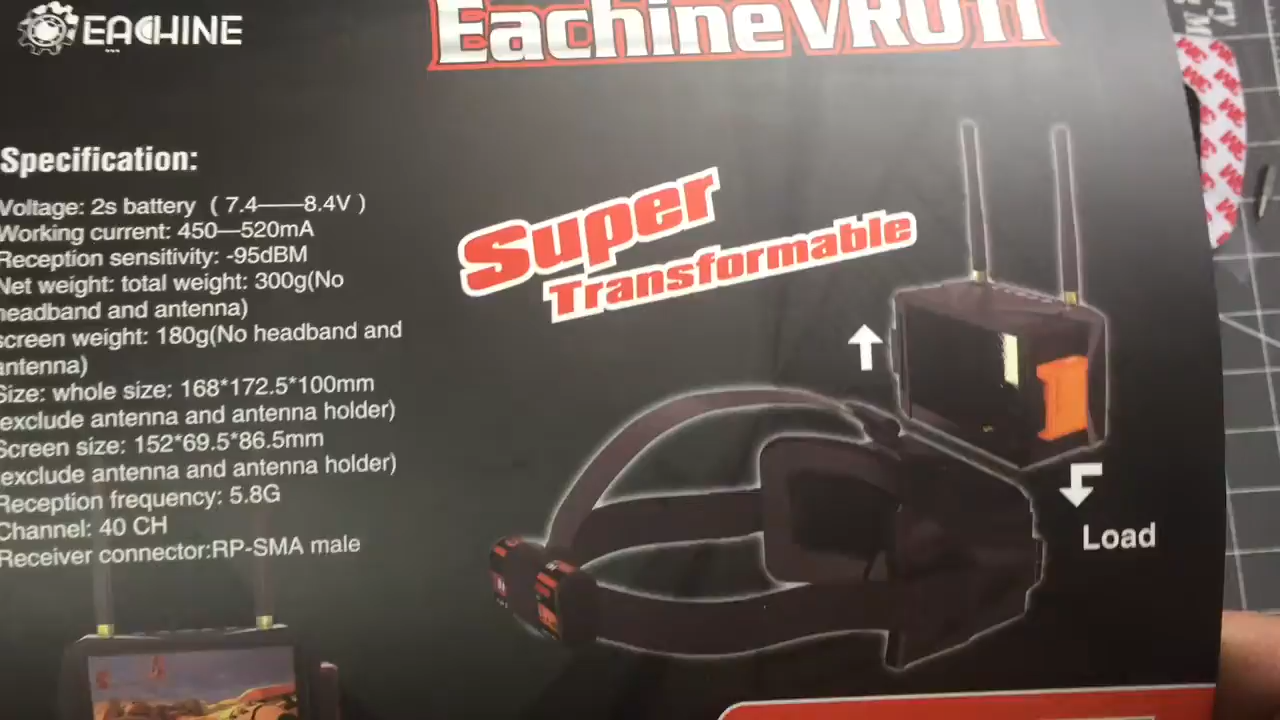 EACHINE
EachineVR011
Specification:
Voltage: 2s battery ( 7.4——8.4V )
Working current: 450—520mA
Reception sensitivity: -95dBM
Net weight: total weight: 300g(No
headband and antenna)
screen weight: 180g(No headband and
antenna)
Size: whole size: 168*172.5*100mm
(exclude antenna and antenna holder)
Screen size: 152*69.5*86.5mm
(exclude antenna and antenna holder)
Reception frequency: 5.8G
Channel: 40 CH
Receiver connector:RP-SMA male
Super
Transformable
Load
3M